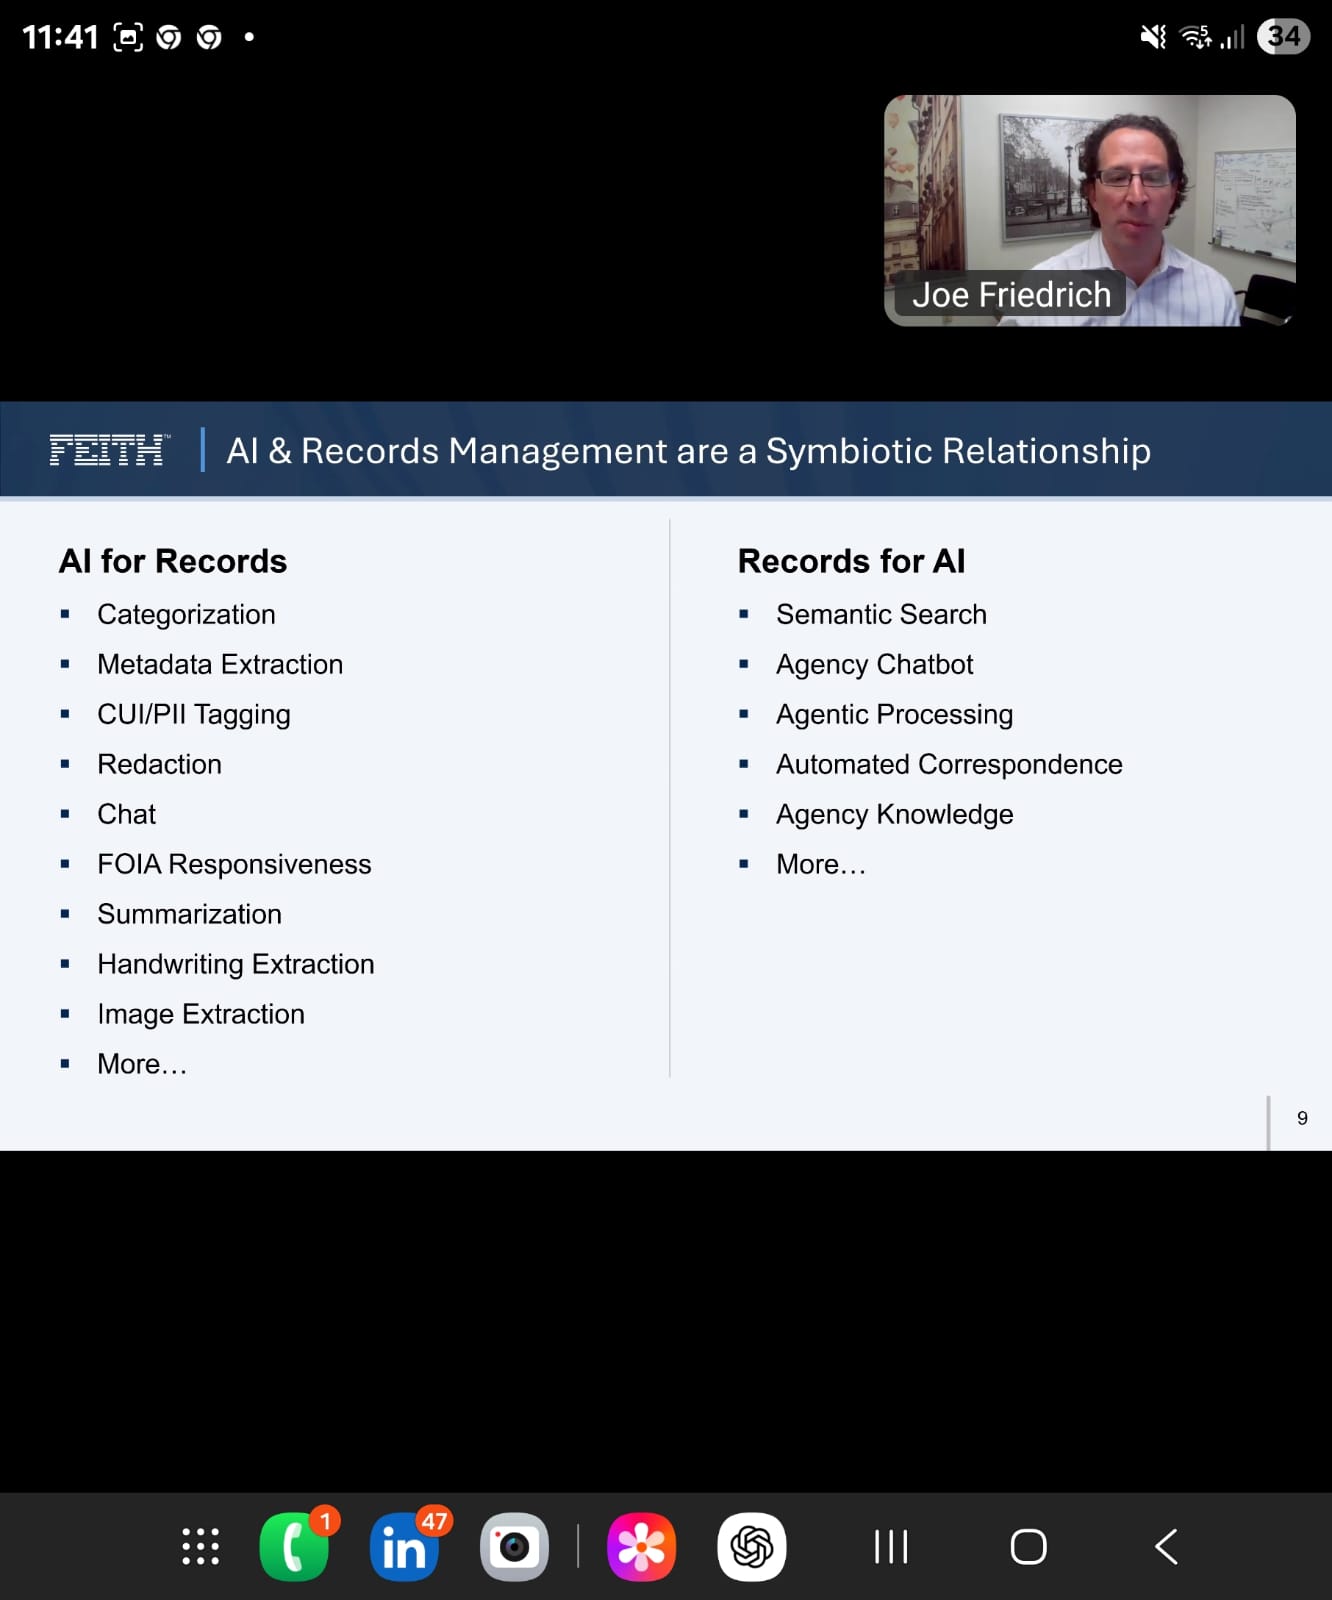 11:41
34
Joe Friedrich
FEITH™
AI & Records Management are a Symbiotic Relationship
AI for Records
▪ Categorization
▪ Metadata Extraction
▪ CUI/PII Tagging
▪ Redaction
▪ Chat
▪ FOIA Responsiveness
▪ Summarization
▪ Handwriting Extraction
▪ Image Extraction
▪ More…
Records for AI
▪ Semantic Search
▪ Agency Chatbot
▪ Agentic Processing
▪ Automated Correspondence
▪ Agency Knowledge
▪ More…
9
1
in
47